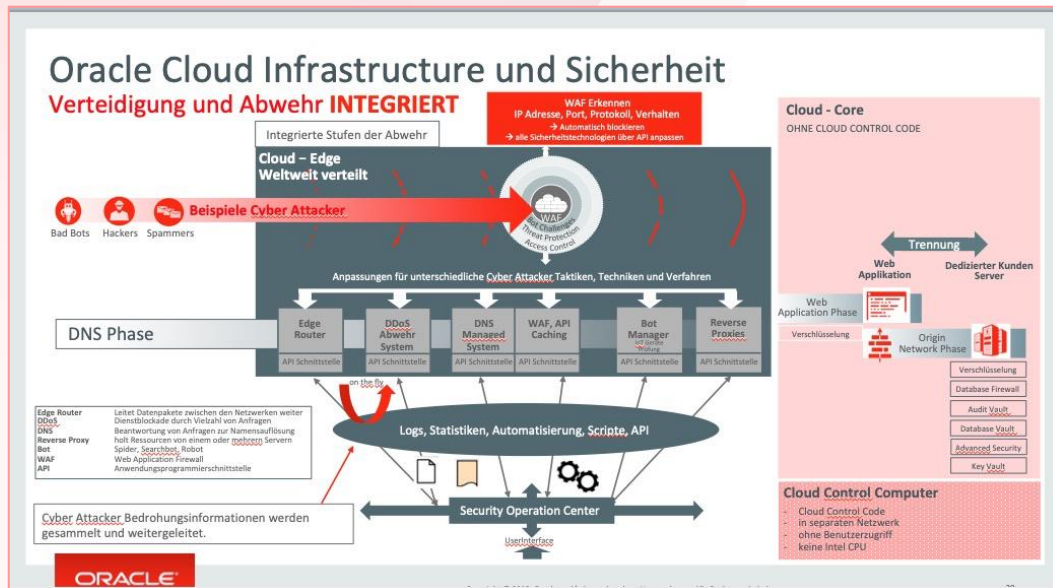 Oracle Cloud Infrastructure und Sicherheit
Verteidigung und Abwehr INTEGRIERT
WAF Erkennen
IP Adresse, Port, Protokoll, Verhalten
→ Automatisch blockieren
→ alle Sicherheitstechnologien über API anpassen
Integrierte Stufen der Abwehr
Cloud – Edge
Weltweit verteilt
Beispiele Cyber Attacker
Bad Bots
Hackers
Spammers
WAF
Bot Challenges
Threat Protection
Access Control
Anpassungen für unterschiedliche Cyber Attacker Taktiken, Techniken und Verfahren
DNS Phase
Edge
Router
API Schnittstelle
DDoS
Abwehr
System
API Schnittstelle
DNS
Managed
System
API Schnittstelle
WAF, API
Caching
API Schnittstelle
Bot
Manager
API Schnittstelle
Reverse
Proxies
API Schnittstelle
on the fly
Logs, Statistiken, Automatisierung, Scripte, API
Edge Router Leitet Datenpakete zwischen den Netzwerken weiter
DDoS Dienstblockade durch Vielzahl von Anfragen
DNS Beantwortung von Anfragen zur Namensauflösung
Reverse Proxy holt Ressourcen von einem oder mehrern Servern
Bot Spider, Searchbot, Robot
WAF Web Application Firewall
API Anwendungsprogrammierschnittstelle
Cyber Attacker Bedrohungsinformationen werden
gesammelt und weitergeleitet.
Security Operation Center
UserInterface
Cloud - Core
OHNE CLOUD CONTROL CODE
Trennung
Web
Applikation
Dedizierter Kunden
Server
Web
Application Phase
Verschlüsselung
Origin
Network Phase
Verschlüsselung
Database Firewall
Audit Vault
Database Vault
Advanced Security
Key Vault
Cloud Control Computer
- Cloud Control Code
- in separaten Netzwerk
- ohne Benutzerzugriff
- keine Intel CPU
ORACLE